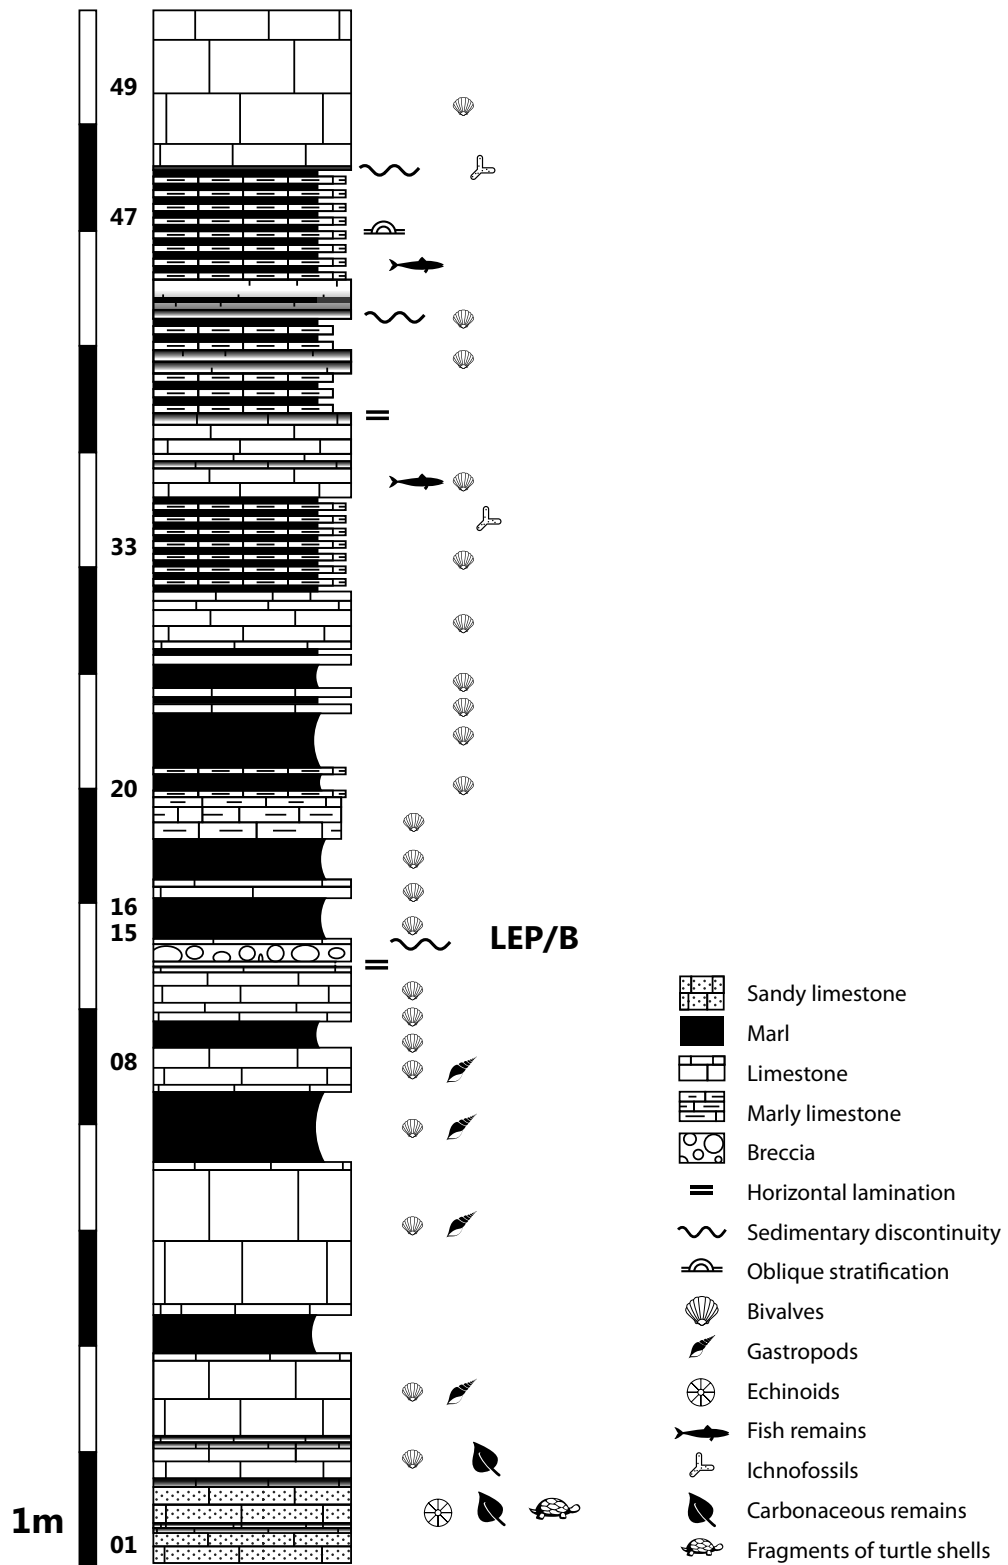 49
47
33
20
16
15
LEP/B
08
1m
01
Sandy limestone
Marl
Limestone
Marly limestone
Breccia
Horizontal lamination
Sedimentary discontinuity
Oblique stratification
Bivalves
Gastropods
Echinoids
Fish remains
Ichnofossils
Carbonaceous remains
Fragments of turtle shells